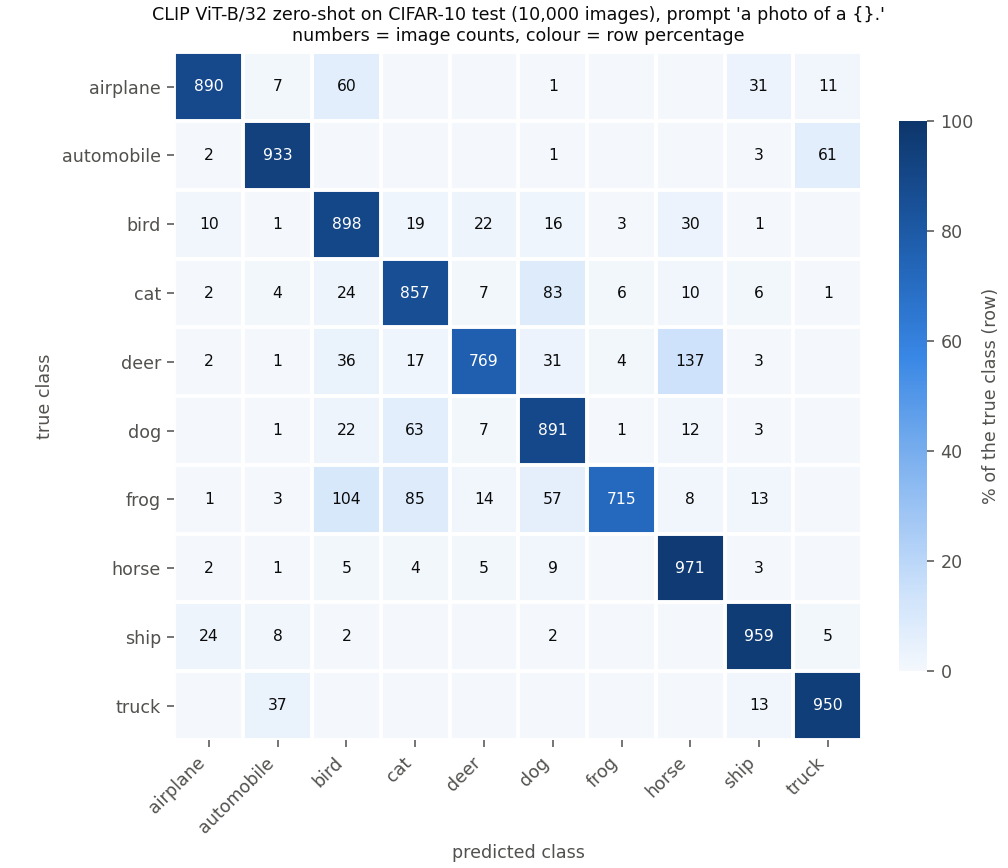 CLIP ViT-B/32 zero-shot on CIFAR-10 test (10,000 images), prompt 'a photo of a {}.'
numbers = image counts, colour = row percentage
airplane 890 7 60 1 31 11
automobile 2 933 1 3 61
bird 10 1 898 19 22 16 3 30 1
cat 2 4 24 857 7 83 6 10 6 1
deer 2 1 36 17 769 31 4 137 3
dog 1 22 63 7 891 1 12 3
frog 1 3 104 85 14 57 715 8 13
horse 2 1 5 4 5 9 971 3
ship 24 8 2 2 959 5
truck 37 13 950
airplane automobile bird cat deer dog frog horse ship truck
predicted class
true class
100
80
60
40
20
0
% of the true class (row)